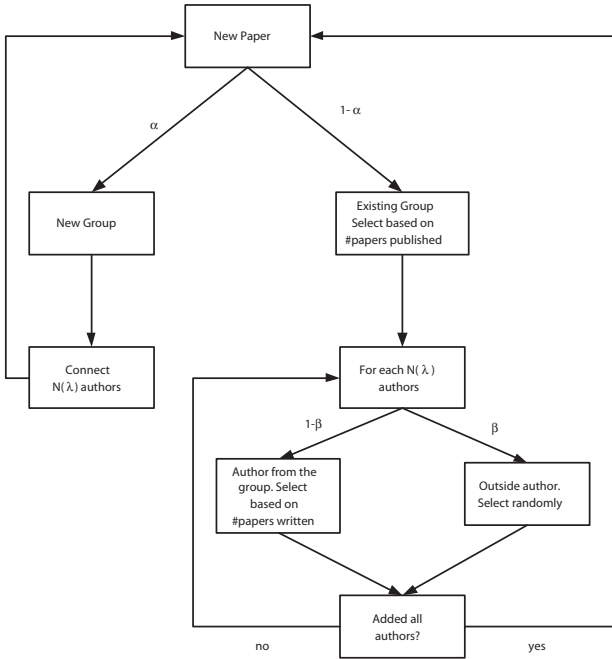 New Paper
α
1- α
New Group
Existing Group
Select based on
#papers published
Connect
N(λ) authors
For each N( λ )
authors
1-β
β
Author from the
group. Select
based on
#papers written
Outside author.
Select randomly
Added all
authors?
no
yes